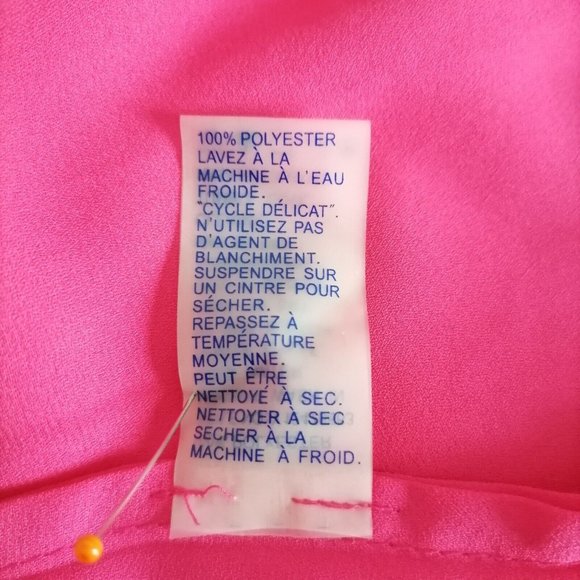 100% POLYESTER
LAVEZ À LA
MACHINE À L'EAU
FROIDE.
"CYCLE DÉLICAT".
N'UTILISEZ PAS
D'AGENT DE
BLANCHIMENT.
SUSPENDRE SUR
UN CINTRE POUR
SÉCHER.
REPASSEZ À
TEMPÉRATURE
MOYENNE.
PEUT ÊTRE
NETTOYÉ À SEC.
NETTOYER À SEC
SECHER À LA
MACHINE À FROID.